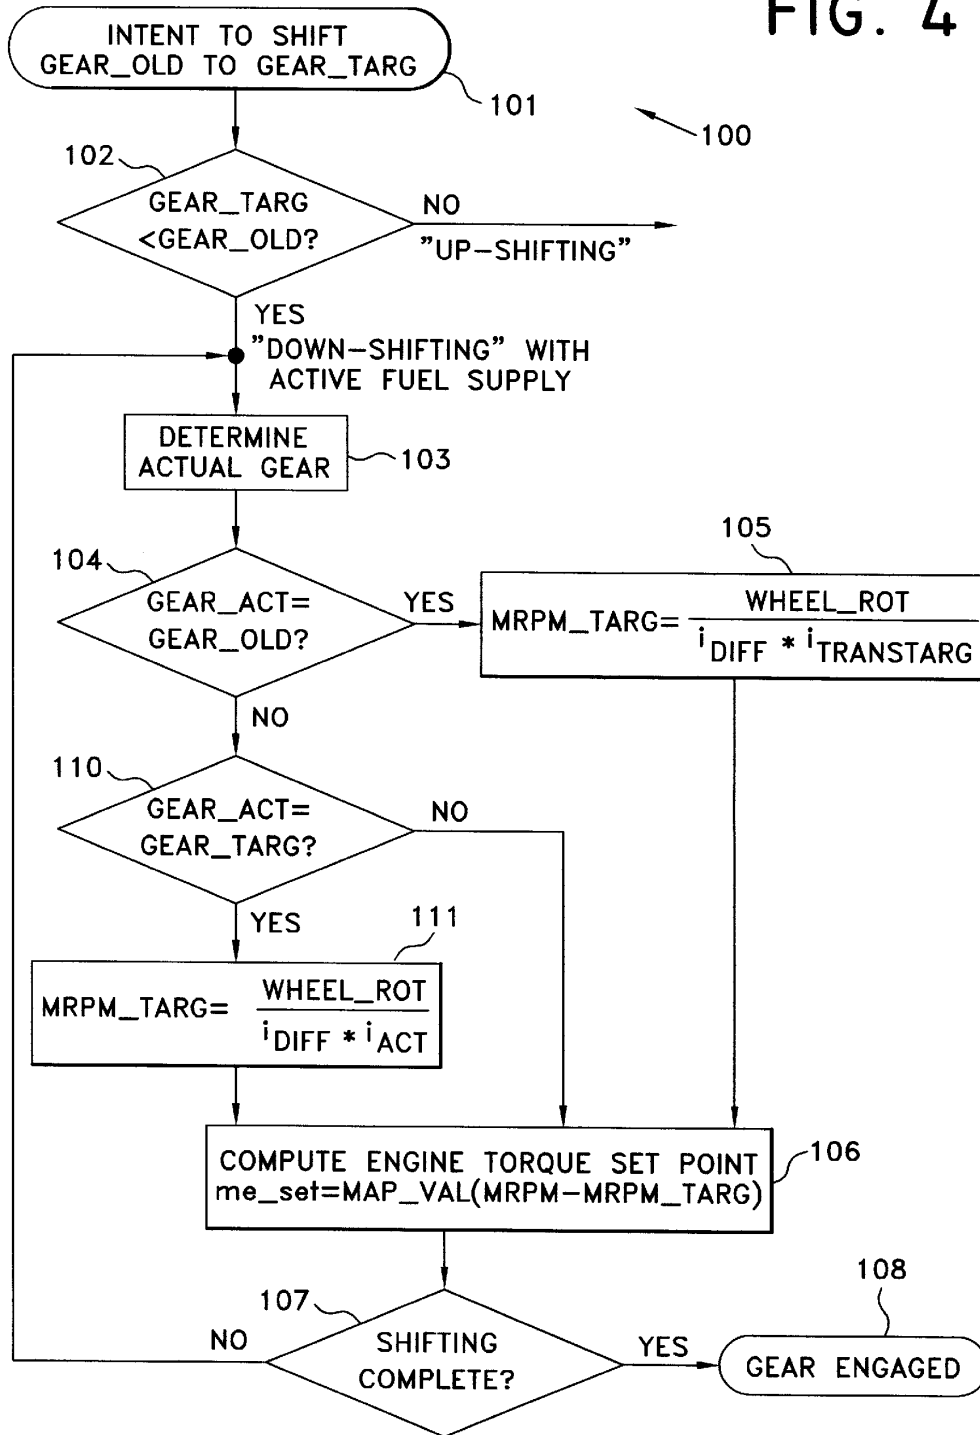 FIG. 4
INTENT TO SHIFT
GEAR_OLD TO GEAR_TARG
101
100
102
GEAR_TARG
<GEAR_OLD?
NO
"UP-SHIFTING"
YES
"DOWN-SHIFTING" WITH
ACTIVE FUEL SUPPLY
DETERMINE
ACTUAL GEAR
103
104
GEAR_ACT=
GEAR_OLD?
YES
105
MRPM_TARG= WHEEL_ROT
iDIFF * iTRANSTARG
NO
110
GEAR_ACT=
GEAR_TARG?
NO
YES
111
MRPM_TARG= WHEEL_ROT
iDIFF * iACT
COMPUTE ENGINE TORQUE SET POINT
me_set=MAP_VAL(MRPM-MRPM_TARG)
106
107
SHIFTING
COMPLETE?
NO
YES
108
GEAR ENGAGED